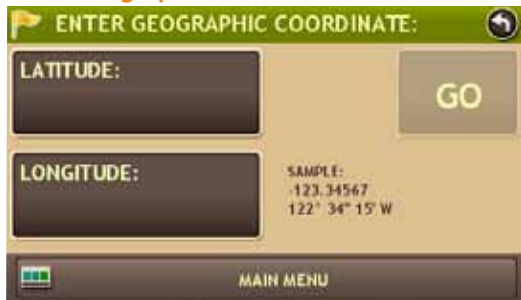 ENTER GEOGRAPHIC COORDINATE:
LATITUDE:
GO
LONGITUDE:
SAMPLE:
-123.34567
122° 34" 15' W
MAIN MENU